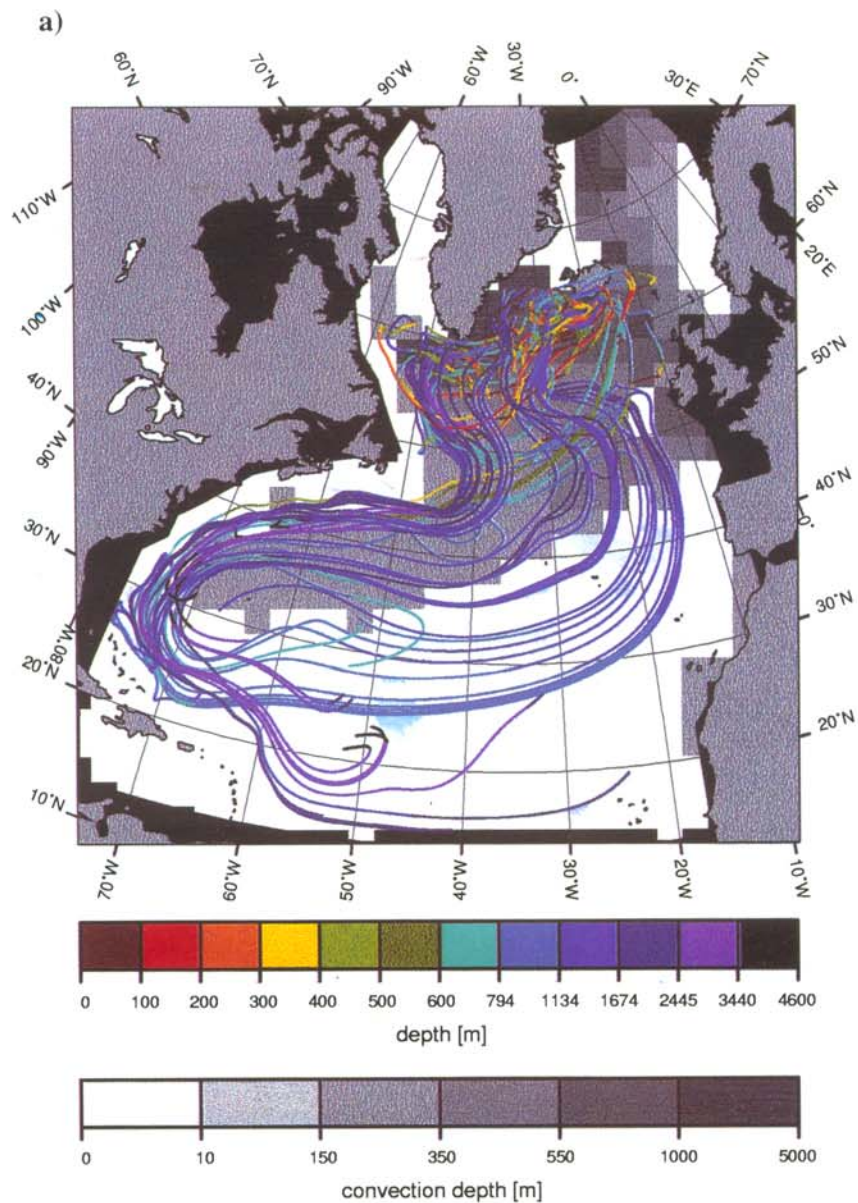 a)
60°N
70°N
90°W
60°W
30°W
0°
30°E
70°N
110°W
100°W
40°N
90°W
30°N
80°W
20°N
10°N
60°N
20°E
50°N
40°N
0°
30°N
20°N
70°W
60°W
50°W
40°W
30°W
20°W
10°W
0 100 200 300 400 500 600 794 1134 1674 2445 3440 4600
depth [m]
0 10 150 350 550 1000 5000
convection depth [m]